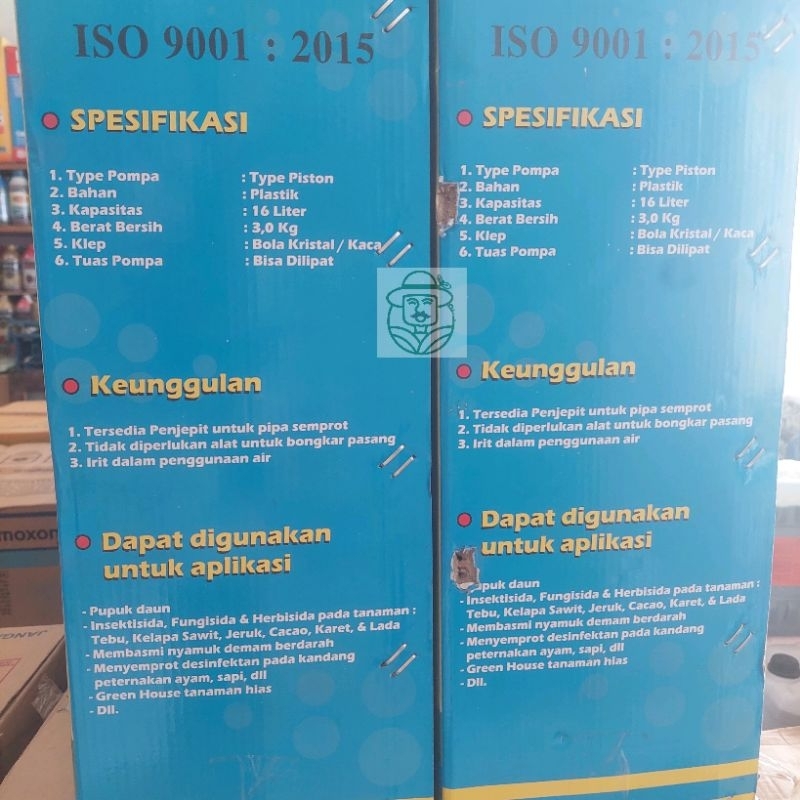 ISO 9001 : 2015
SPESIFIKASI
1. Type Pompa : Type Piston
2. Bahan : Plastik
3. Kapasitas : 16 Liter
4. Berat Bersih : 3,0 Kg
5. Klep : Bola Kristal / Kaca
6. Tuas Pompa : Bisa Dilipat
Keunggulan
1. Tersedia Penjepit untuk pipa semprot
2. Tidak diperlukan alat untuk bongkar pasang
3. Irit dalam penggunaan air
Dapat digunakan
untuk aplikasi
- Pupuk daun
- Insektisida, Fungisida & Herbisida pada tanaman :
Tebu, Kelapa Sawit, Jeruk, Cacao, Karet, & Lada
- Membasmi nyamuk demam berdarah
- Menyemprot desinfektan pada kandang
peternakan ayam, sapi, dll
- Green House tanaman hias
- Dll.
ISO 9001 : 2015
SPESIFIKASI
1. Type Pompa : Type Piston
2. Bahan : Plastik
3. Kapasitas : 16 Liter
4. Berat Bersih : 3,0 Kg
5. Klep : Bola Kristal / Kaca
6. Tuas Pompa : Bisa Dilipat
Keunggulan
1. Tersedia Penjepit untuk pipa semprot
2. Tidak diperlukan alat untuk bongkar pasang
3. Irit dalam penggunaan air
Dapat digunakan
untuk aplikasi
Pupuk daun
- Insektisida, Fungisida & Herbisida pada tanaman :
Tebu, Kelapa Sawit, Jeruk, Cacao, Karet, & Lada
- Membasmi nyamuk demam berdarah
- Menyemprot desinfektan pada kandang
peternakan ayam, sapi, dll
- Green House tanaman hias
- Dll.